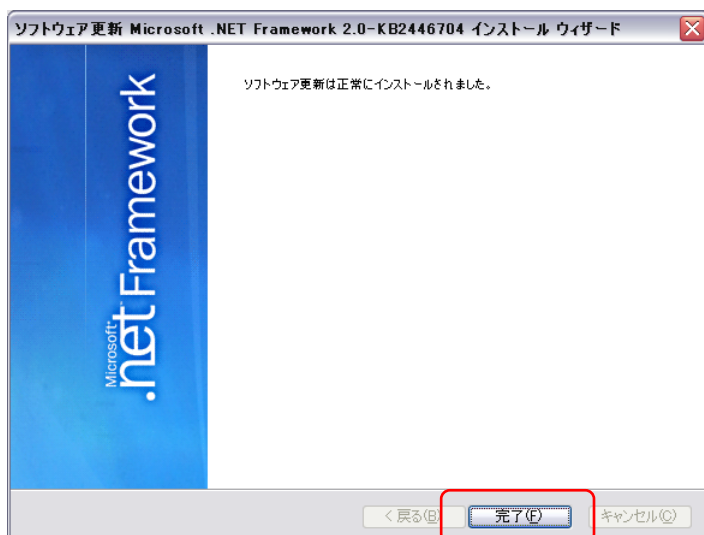 ソフトウェア更新 Microsoft .NET Framework 2.0-KB2446704 インストール ウィザード
ソフトウェア更新は正常にインストールされました。
Microsoft
.net Framework
< 戻る(B)
完了(F)
キャンセル(C)